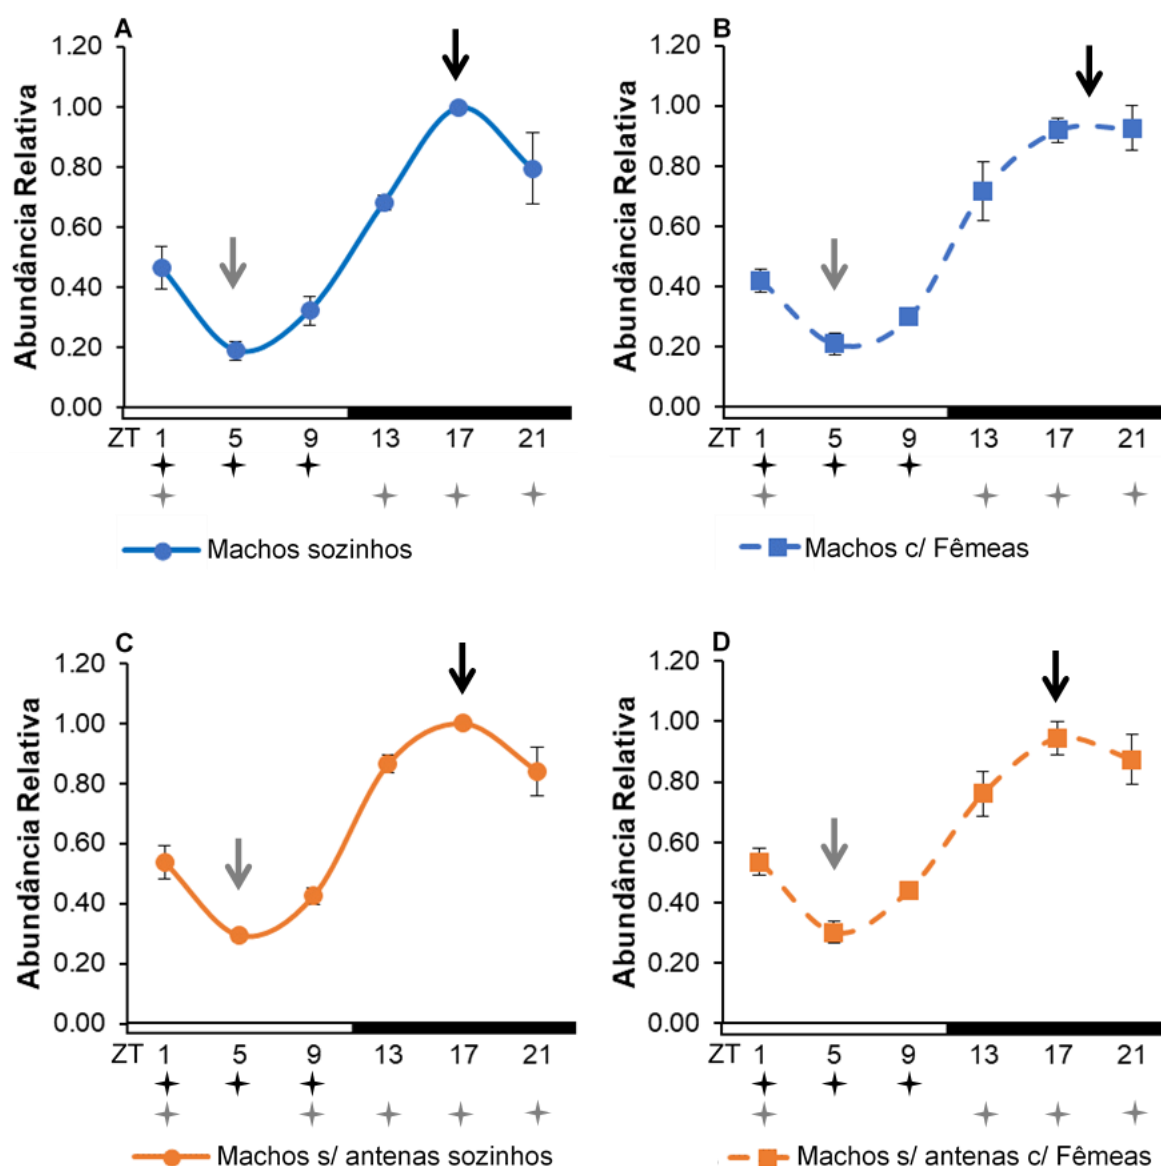 A
1.20
1.00
0.80
0.60
0.40
0.20
0.00
Abundância Relativa
ZT 1 5 9 13 17 21
Machos sozinhos
B
1.20
1.00
0.80
0.60
0.40
0.20
0.00
Abundância Relativa
ZT 1 5 9 13 17 21
Machos c/ Fêmeas
C
1.20
1.00
0.80
0.60
0.40
0.20
0.00
Abundância Relativa
ZT 1 5 9 13 17 21
Machos s/ antenas sozinhos
D
1.20
1.00
0.80
0.60
0.40
0.20
0.00
Abundância Relativa
ZT 1 5 9 13 17 21
Machos s/ antenas c/ Fêmeas